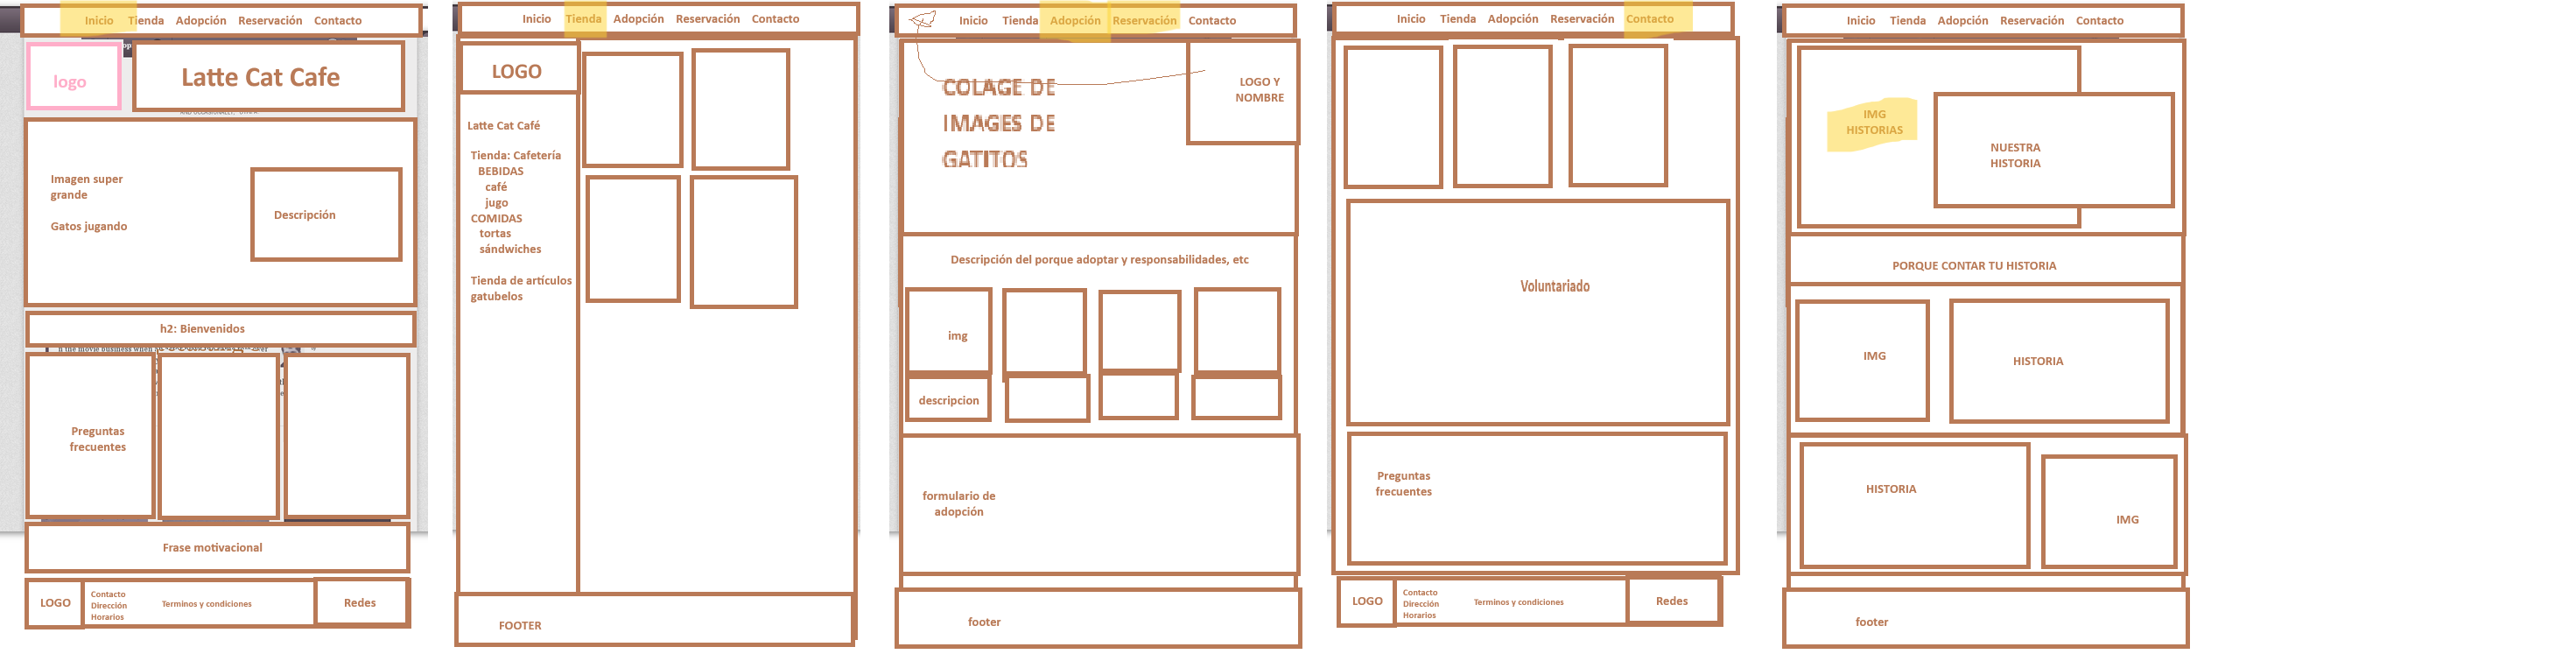 Inicio Tienda Adopción Reservación Contacto
logo
Latte Cat Cafe
AND OCCASIONALLY,
Imagen super
grande
Gatos jugando
Descripción
h2: Bienvenidos
Preguntas
frecuentes
Frase motivacional
LOGO
Contacto
Dirección
Horarios
Terminos y condiciones
Redes
Inicio Tienda Adopción Reservación Contacto
LOGO
Latte Cat Café
Tienda: Cafetería
BEBIDAS
café
jugo
COMIDAS
tortas
sándwiches
Tienda de artículos
gatubelos
FOOTER
Inicio Tienda Adopción Reservación Contacto
COLAGE DE
IMAGES DE
GATITOS
LOGO Y
NOMBRE
Descripción del porque adoptar y responsabilidades, etc
img
descripcion
formulario de
adopción
footer
Inicio Tienda Adopción Reservación Contacto
Voluntariado
Preguntas
frecuentes
LOGO
Contacto
Dirección
Horarios
Terminos y condiciones
Redes
Inicio Tienda Adopción Reservación Contacto
IMG
HISTORIAS
NUESTRA
HISTORIA
PORQUE CONTAR TU HISTORIA
IMG
HISTORIA
HISTORIA
IMG
footer